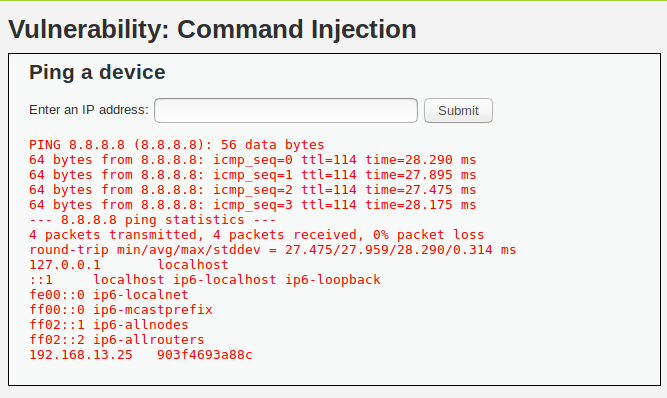 Vulnerability: Command Injection
Ping a device
Enter an IP address: Submit
PING 8.8.8.8 (8.8.8.8): 56 data bytes
64 bytes from 8.8.8.8: icmp_seq=0 ttl=114 time=28.290 ms
64 bytes from 8.8.8.8: icmp_seq=1 ttl=114 time=27.895 ms
64 bytes from 8.8.8.8: icmp_seq=2 ttl=114 time=27.475 ms
64 bytes from 8.8.8.8: icmp_seq=3 ttl=114 time=28.175 ms
--- 8.8.8.8 ping statistics ---
4 packets transmitted, 4 packets received, 0% packet loss
round-trip min/avg/max/stddev = 27.475/27.959/28.290/0.314 ms
127.0.0.1       localhost
::1     localhost ip6-localhost ip6-loopback
fe00::0 ip6-localnet
ff00::0 ip6-mcastprefix
ff02::1 ip6-allnodes
ff02::2 ip6-allrouters
192.168.13.25   903f4693a88c